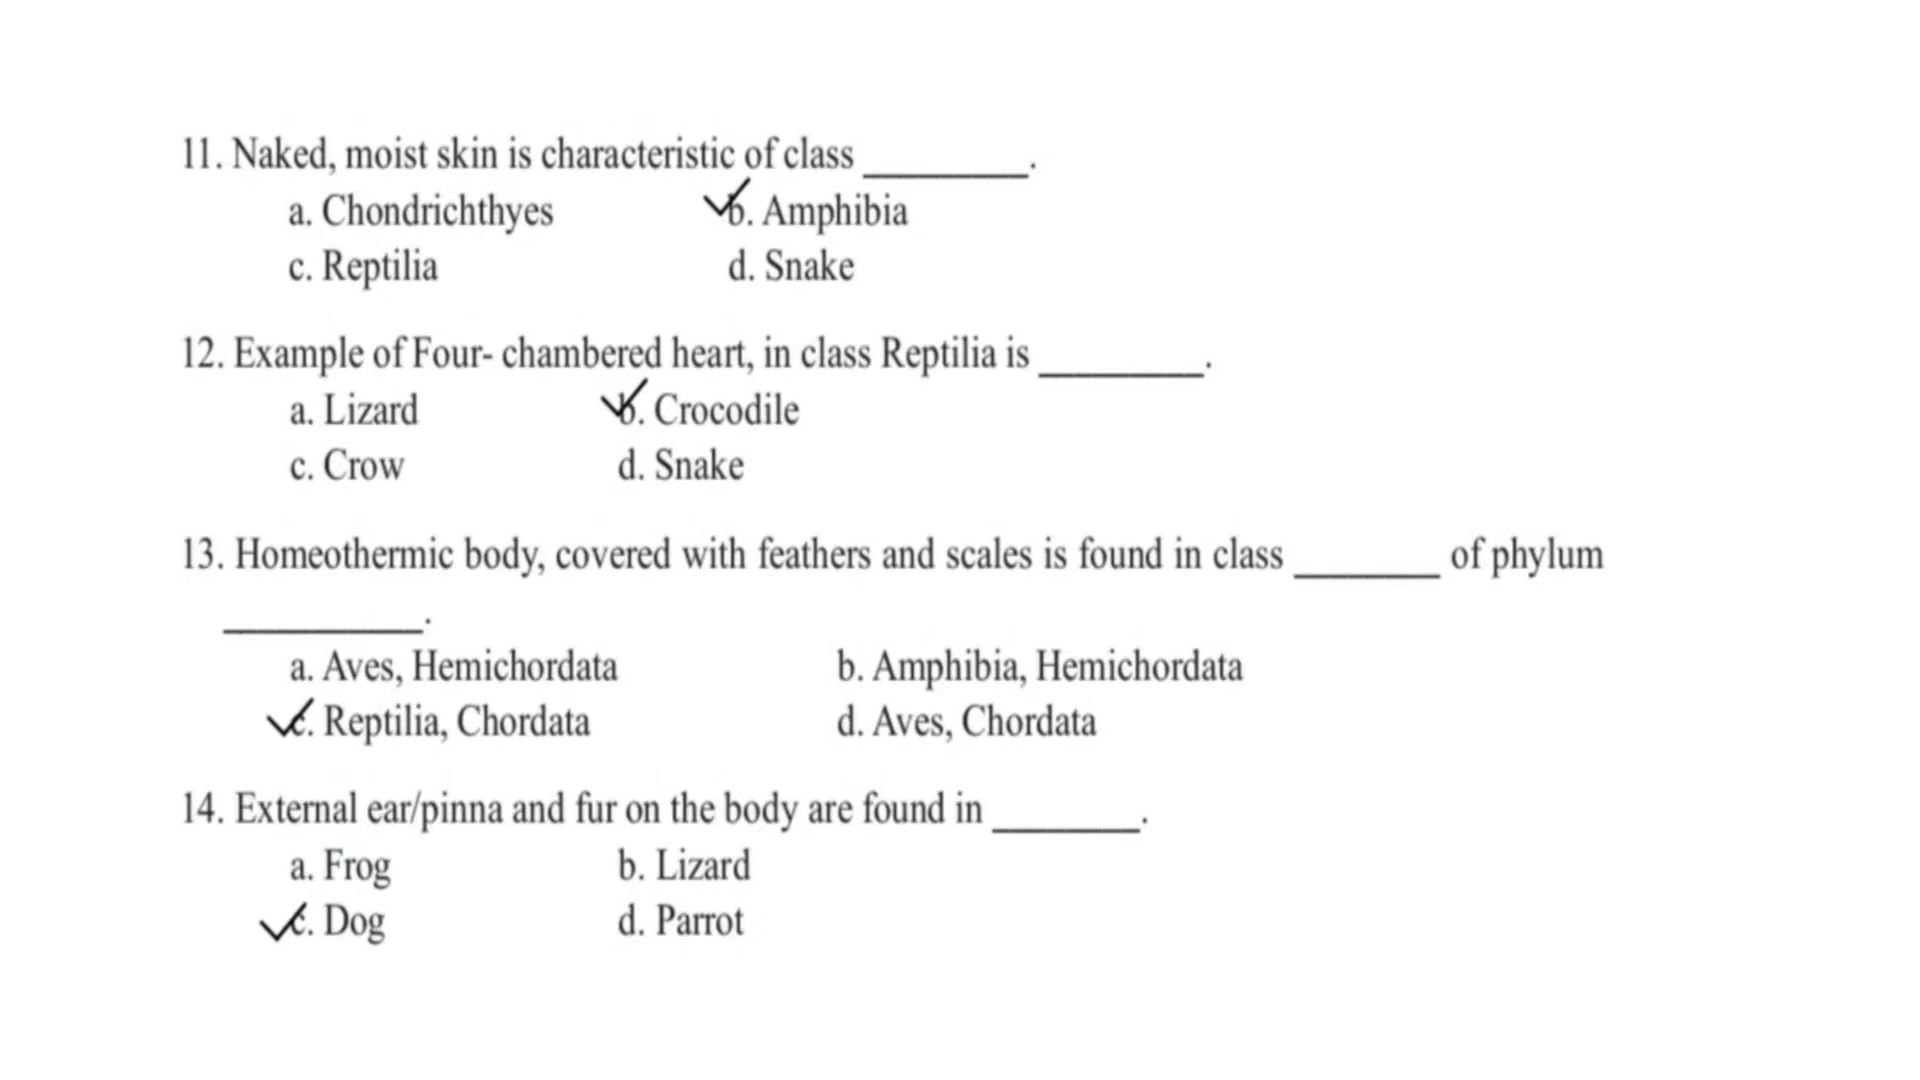 11. Naked, moist skin is characteristic of class _________.
a. Chondrichthyes b. Amphibia
c. Reptilia d. Snake
12. Example of Four- chambered heart, in class Reptilia is _________.
a. Lizard b. Crocodile
c. Crow d. Snake
13. Homeothermic body, covered with feathers and scales is found in class ________ of phylum
___________.
a. Aves, Hemichordata b. Amphibia, Hemichordata
c. Reptilia, Chordata d. Aves, Chordata
14. External ear/pinna and fur on the body are found in ________.
a. Frog b. Lizard
c. Dog d. Parrot